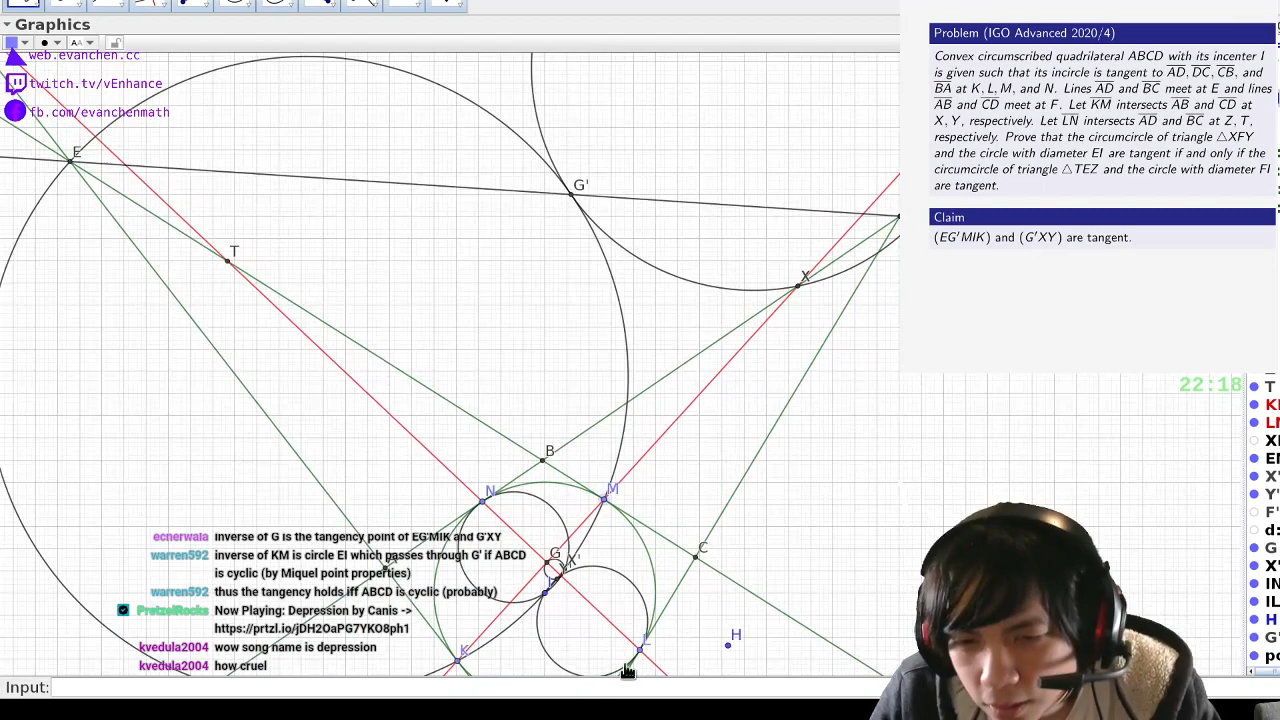 Graphics
web.evanchen.cc
twitch.tv/vEnhance
fb.com/evanchenmath
Problem (IGO Advanced 2020/4)
Convex circumscribed quadrilateral ABCD with its incenter I
is given such that its incircle is tangent to AD, DC, CB, and
BA at K, L, M, and N. Lines AD and BC meet at E and lines
AB and CD meet at F. Let KM intersects AB and CD at
X, Y, respectively. Let LN intersects AD and BC at Z, T,
respectively. Prove that the circumcircle of triangle △XFY
and the circle with diameter EI are tangent if and only if the
circumcircle of triangle △TEZ and the circle with diameter FI
are tangent.
Claim
(EG′MIK) and (G′XY) are tangent.
E
G'
T
X
B
N
M
C
G
X'
K
L
H
22:18
T
ecnerwala inverse of G is the tangency point of EG'MIK and G'XY
warren592 inverse of KM is circle EI which passes through G' if ABCD
is cyclic (by Miquel point properties)
warren592 thus the tangency holds iff ABCD is cyclic (probably)
PretzelRocks Now Playing: Depression by Canis ->
https://prtzl.io/jDH2OaPG7YKO8ph1
kvedula2004 wow song name is depression
kvedula2004 how cruel
Input: